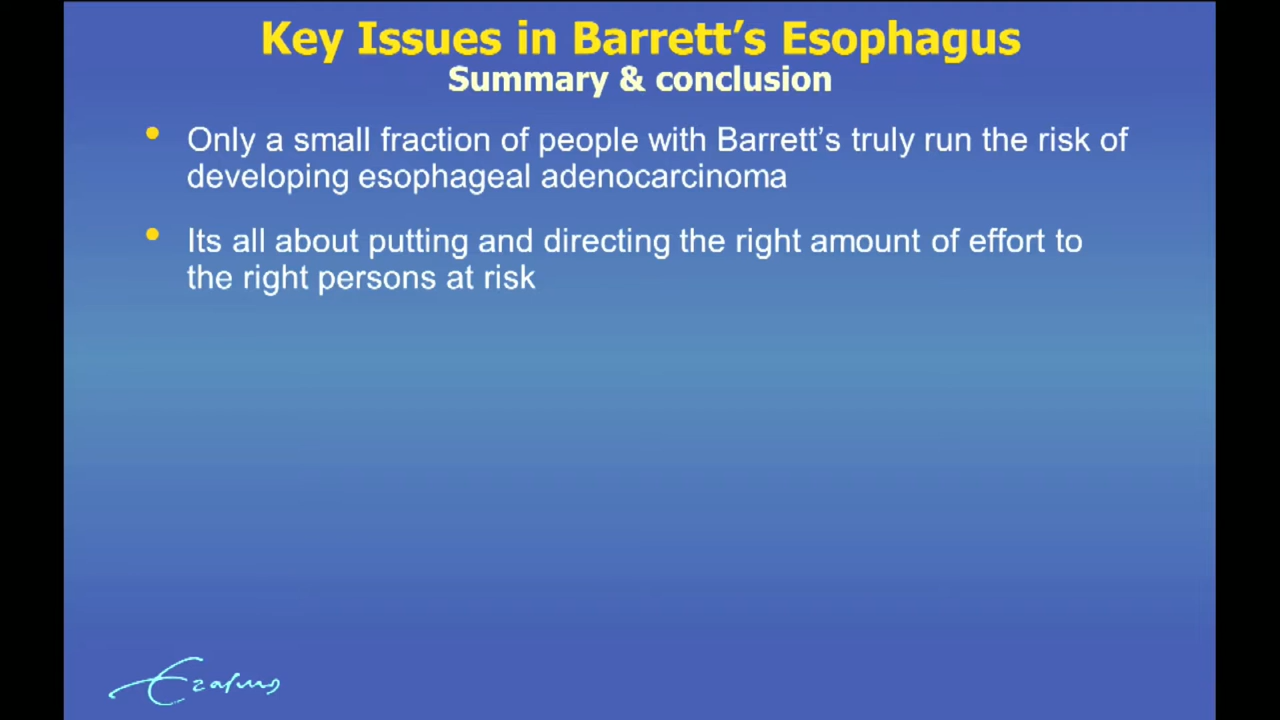 Key Issues in Barrett’s Esophagus
Summary & conclusion
• Only a small fraction of people with Barrett’s truly run the risk of
developing esophageal adenocarcinoma
• Its all about putting and directing the right amount of effort to
the right persons at risk
Erasmus